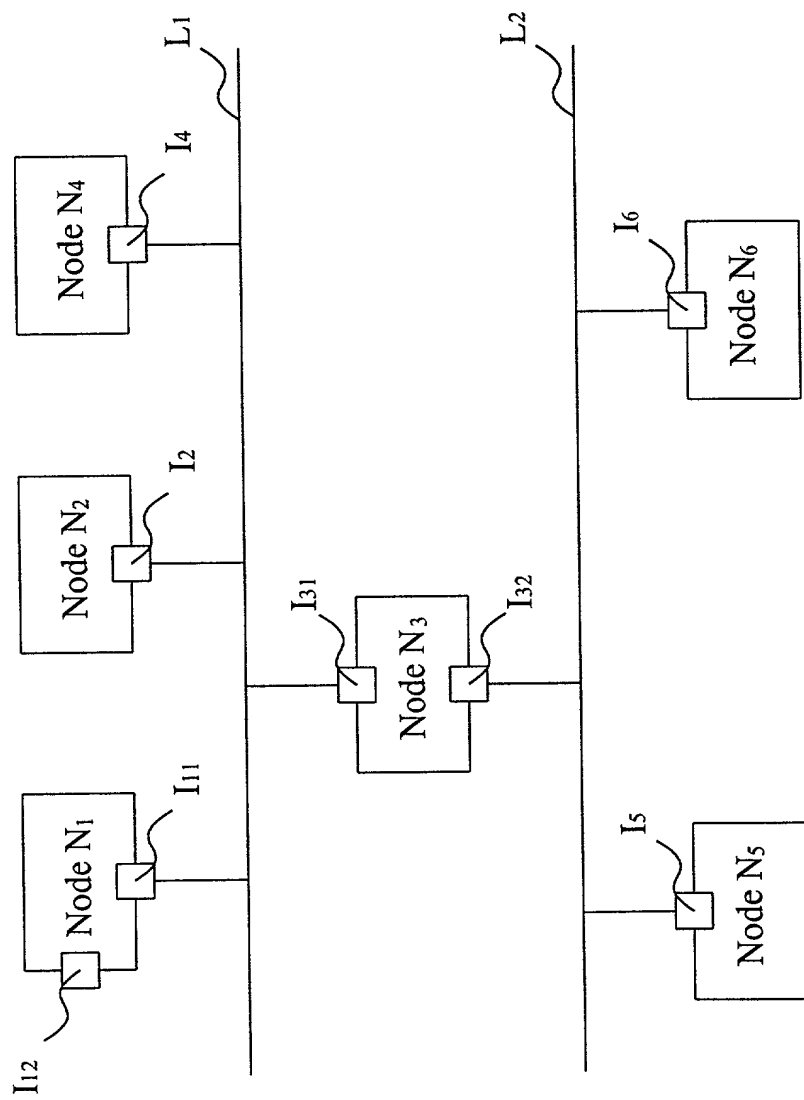 I12
Node N1
I11
Node N2
I2
Node N4
I4
L1
I31
Node N3
I32
L2
I5
Node N5
I6
Node N6